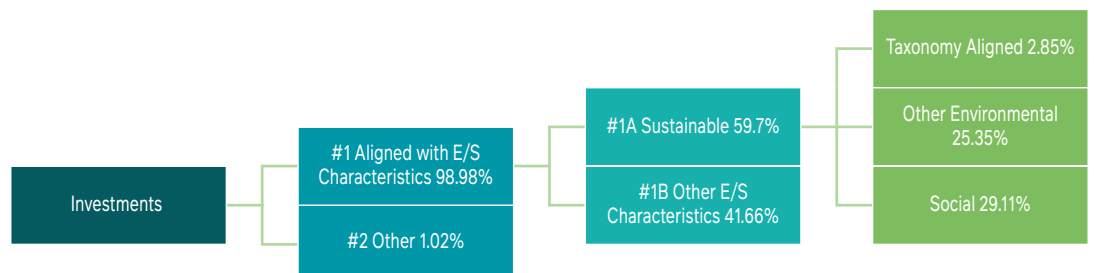 Investments
#1 Aligned with E/S
Characteristics 98.98%
#2 Other 1.02%
#1A Sustainable 59.7%
#1B Other E/S
Characteristics 41.66%
Taxonomy Aligned 2.85%
Other Environmental
25.35%
Social 29.11%